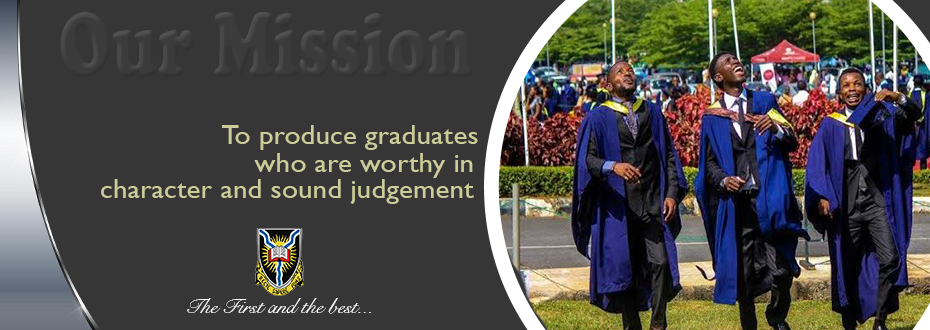 Our Mission
To produce graduates
who are worthy in
character and sound judgement
The First and the best...